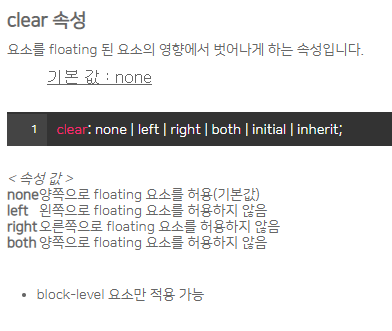 clear 속성
요소를 floating 된 요소의 영향에서 벗어나게 하는 속성입니다.
기본 값 : none
1 clear: none | left | right | both | initial | inherit;
< 속성 값 >
none 양쪽으로 floating 요소를 허용(기본값)
left 왼쪽으로 floating 요소를 허용하지 않음
right 오른쪽으로 floating 요소를 허용하지 않음
both 양쪽으로 floating 요소를 허용하지 않음
• block-level 요소만 적용 가능